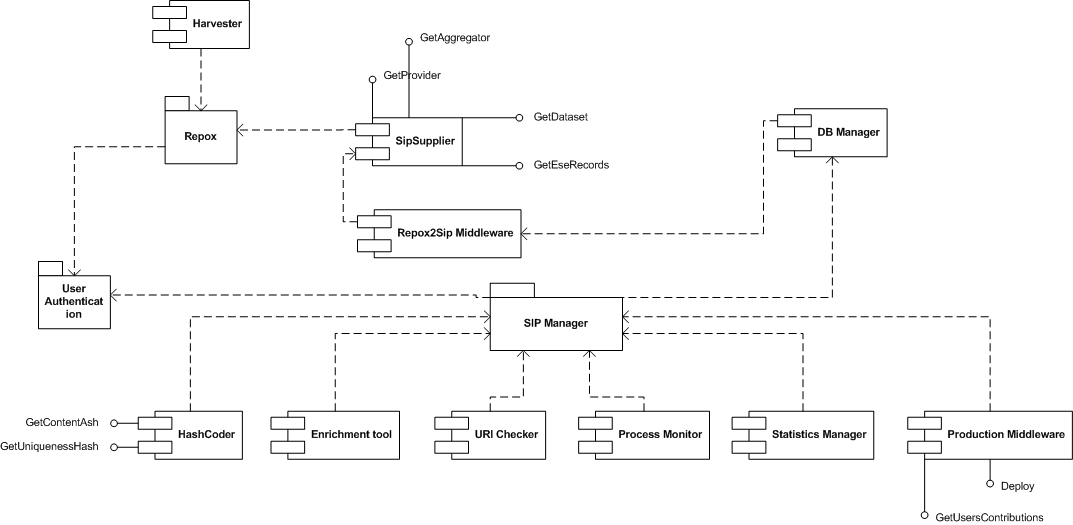 Harvester
GetAggregator
GetProvider
GetDataset
DB Manager
Repox
SipSupplier
GetEseRecords
Repox2Sip Middleware
User
Authenticat
ion
SIP Manager
GetContentAsh
GetUniquenessHash
HashCoder
Enrichment tool
URI Checker
Process Monitor
Statistics Manager
Production Middleware
Deploy
GetUsersContributions